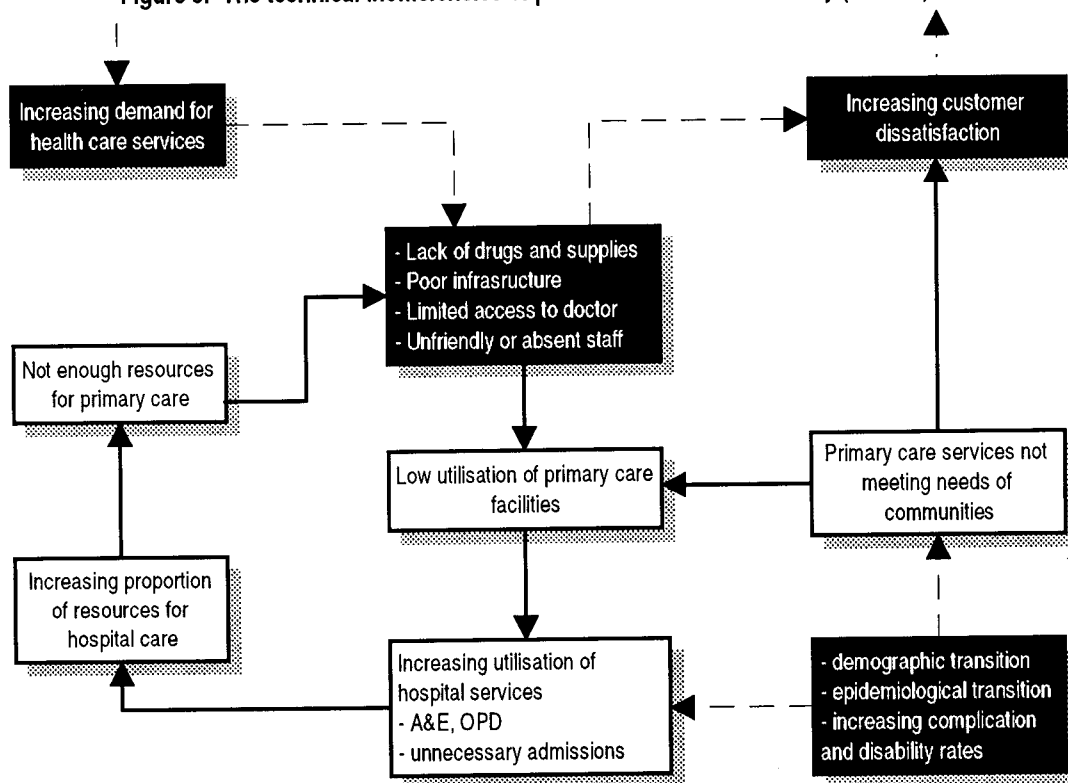 Increasing demand for
health care services
Increasing customer
dissatisfaction
- Lack of drugs and supplies
- Poor infrasructure
- Limited access to doctor
- Unfriendly or absent staff
Not enough resources
for primary care
Low utilisation of primary care
facilities
Primary care services not
meeting needs of
communities
Increasing proportion
of resources for
hospital care
Increasing utilisation of
hospital services
- A&E, OPD
- unnecessary admissions
- demographic transition
- epidemiological transition
- increasing complication
and disability rates